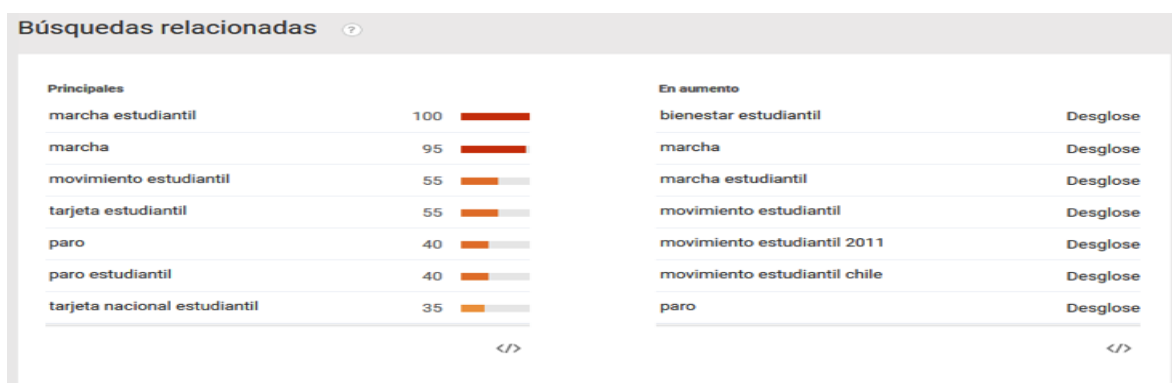 Búsquedas relacionadas ?
Principales
marcha estudiantil 100
marcha 95
movimiento estudiantil 55
tarjeta estudiantil 55
paro 40
paro estudiantil 40
tarjeta nacional estudiantil 35
</>
En aumento
bienestar estudiantil Desglose
marcha Desglose
marcha estudiantil Desglose
movimiento estudiantil Desglose
movimiento estudiantil 2011 Desglose
movimiento estudiantil chile Desglose
paro Desglose
</>